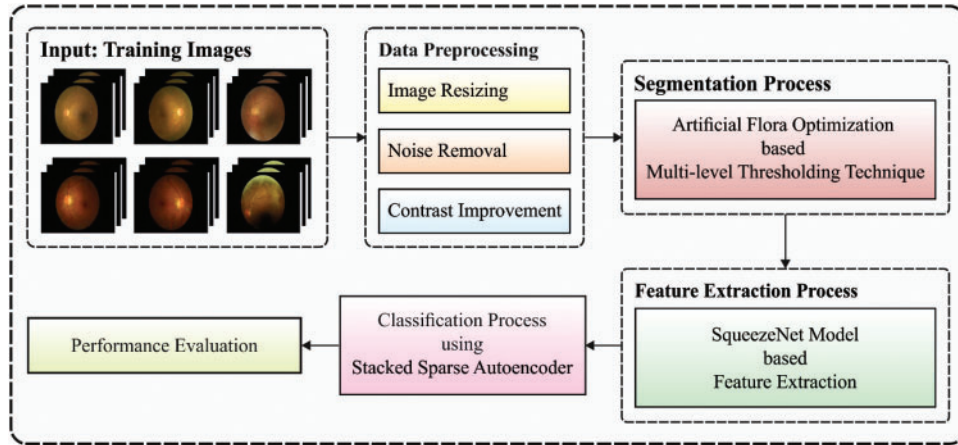 Input: Training Images
Data Preprocessing
Image Resizing
Noise Removal
Contrast Improvement
Segmentation Process
Artificial Flora Optimization
based
Multi-level Thresholding Technique
Feature Extraction Process
SqueezeNet Model
based
Feature Extraction
Classification Process
using
Stacked Sparse Autoencoder
Performance Evaluation